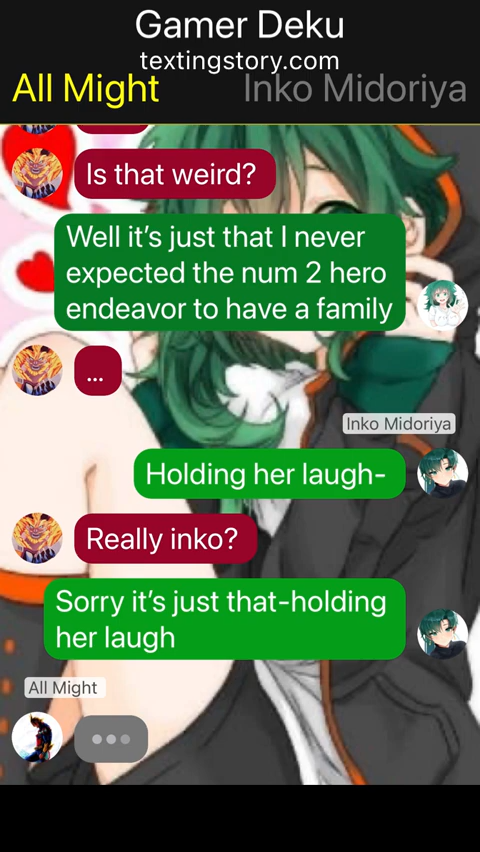 Gamer Deku
textingstory.com
All Might
Inko Midoriya
Is that weird?
Well it’s just that I never
expected the num 2 hero
endeavor to have a family
...
Inko Midoriya
Holding her laugh-
Really inko?
Sorry it’s just that-holding
her laugh
All Might